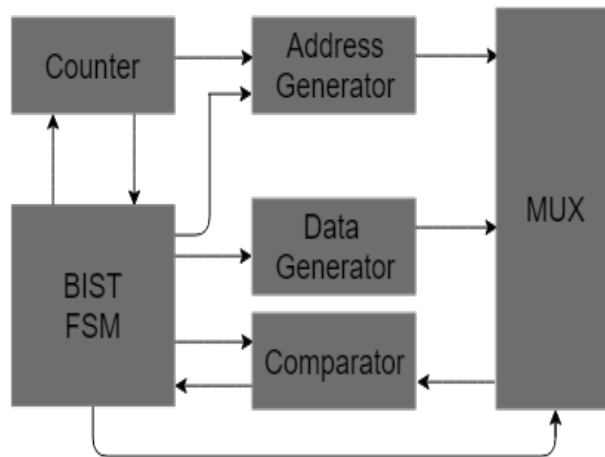 Counter
Address
Generator
MUX
BIST
FSM
Data
Generator
Comparator